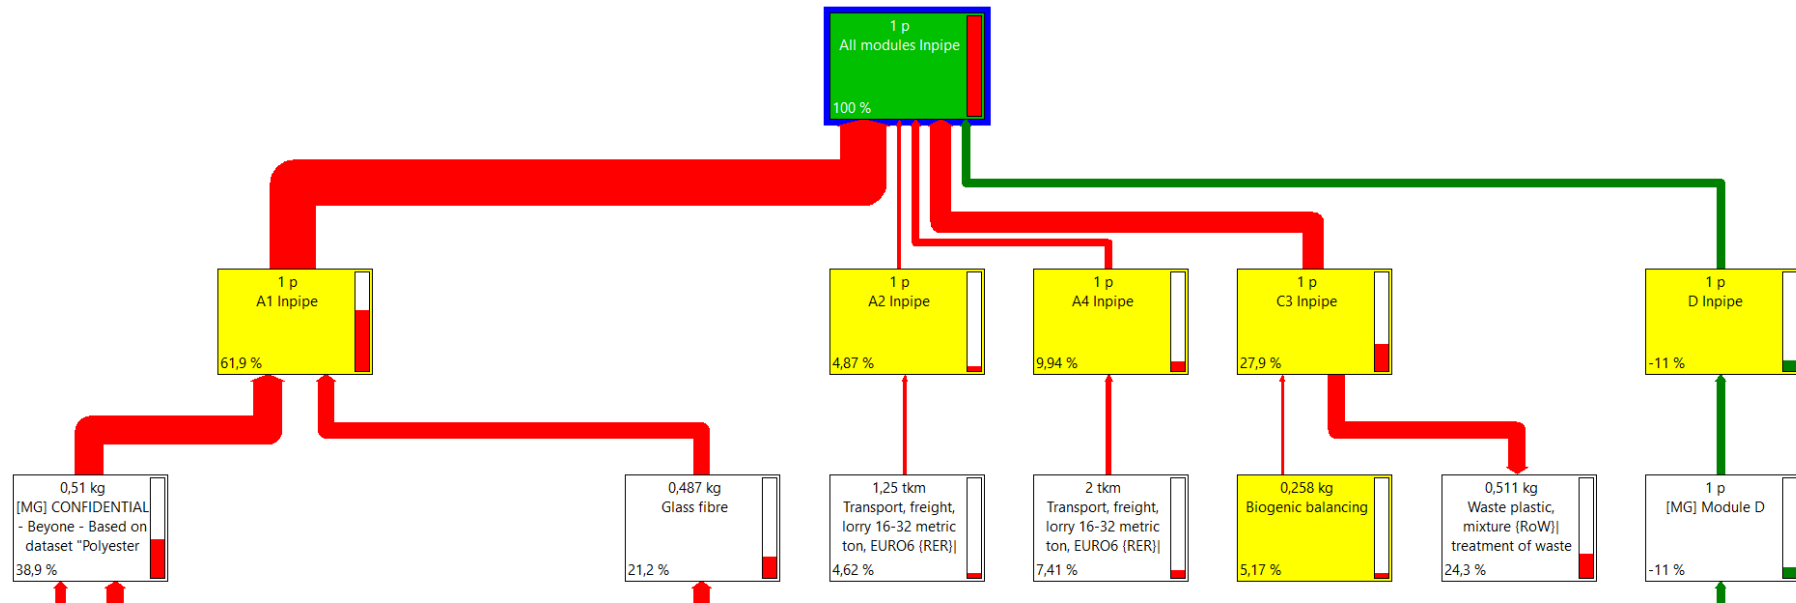 1 p
All modules Inpipe
100 %
1 p
A1 Inpipe
61,9 %
1 p
A2 Inpipe
4,87 %
1 p
A4 Inpipe
9,94 %
1 p
C3 Inpipe
27,9 %
1 p
D Inpipe
-11 %
0,51 kg
[MG] CONFIDENTIAL
- Beyone - Based on
dataset "Polyester
38,9 %
0,487 kg
Glass fibre
21,2 %
1,25 tkm
Transport, freight,
lorry 16-32 metric
ton, EURO6 {RER}|
4,62 %
2 tkm
Transport, freight,
lorry 16-32 metric
ton, EURO6 {RER}|
7,41 %
0,258 kg
Biogenic balancing
5,17 %
0,511 kg
Waste plastic,
mixture {RoW}|
treatment of waste
24,3 %
1 p
[MG] Module D
-11 %